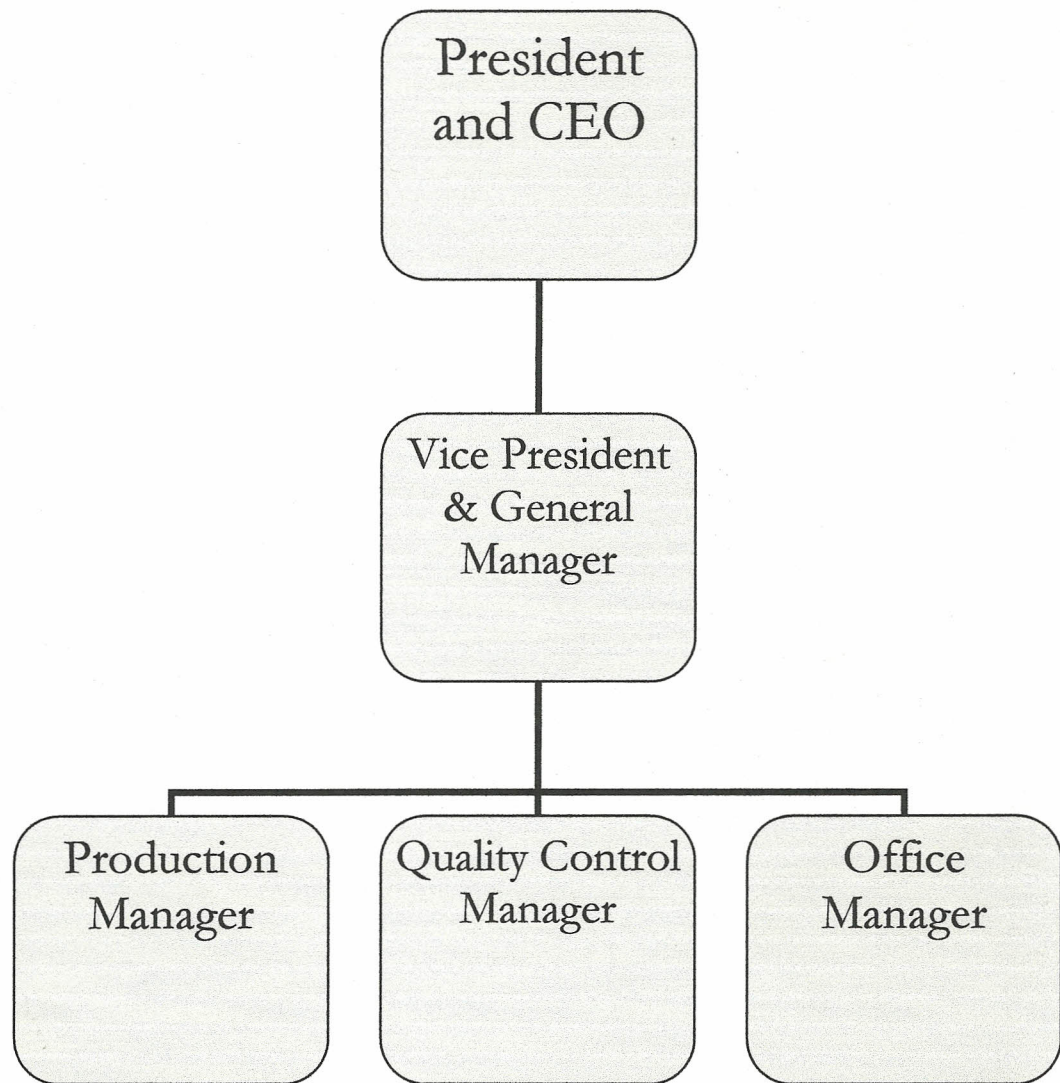 President
and CEO
Vice President
& General
Manager
Production
Manager
Quality Control
Manager
Office
Manager